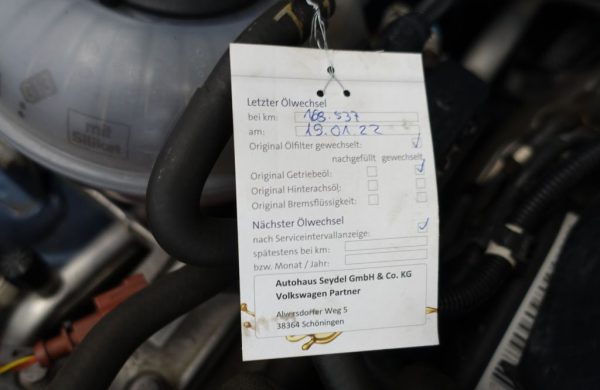 Letzter Ölwechsel
bei km: 168.537
am: 19.01.22
Original Ölfilter gewechselt:
nachgefüllt gewechselt
Original Getriebeöl:
Original Hinterachsöl:
Original Bremsflüssigkeit:
Nächster Ölwechsel
nach Serviceintervallanzeige:
spätestens bei km:
bzw. Monat / Jahr:
Autohaus Seydel GmbH & Co. KG
Volkswagen Partner
Alversdorfer Weg 5
38364 Schöningen
mit
Silikat